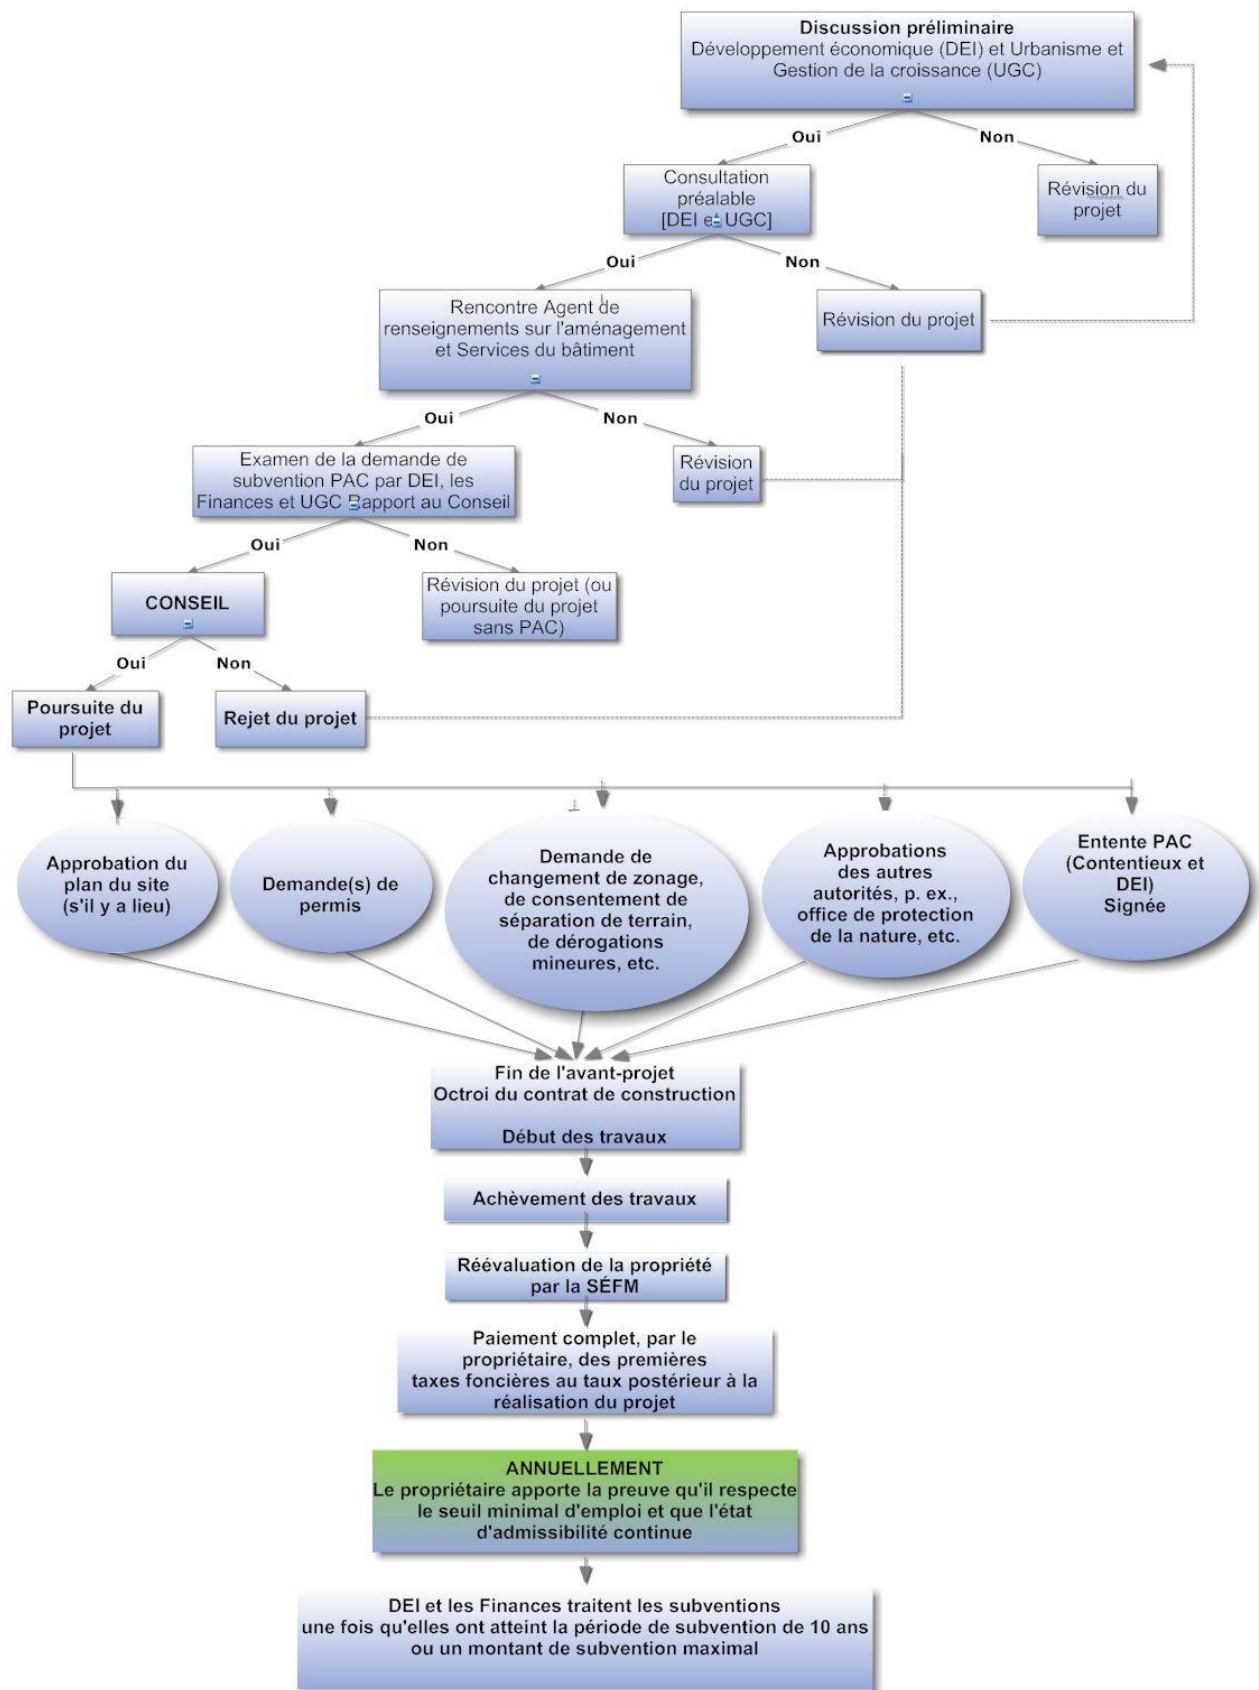 Discussion préliminaire
Développement économique (DEI) et Urbanisme et
Gestion de la croissance (UGC)
Oui
Non
Consultation
préalable
[DEI et UGC]
Révision du
projet
Oui
Non
Rencontre Agent de
renseignements sur l'aménagement
et Services du bâtiment
Révision du projet
Oui
Non
Examen de la demande de
subvention PAC par DEI, les
Finances et UGC Rapport au Conseil
Révision
du projet
Oui
Non
CONSEIL
Révision du projet (ou
poursuite du projet
sans PAC)
Oui
Non
Poursuite du
projet
Rejet du projet
Approbation du
plan du site
(s'il y a lieu)
Demande(s) de
permis
Demande de
changement de zonage,
de consentement de
séparation de terrain,
de dérogations
mineures, etc.
Approbations
des autres
autorités, p. ex.,
office de protection
de la nature, etc.
Entente PAC
(Contentieux et
DEI)
Signée
Fin de l'avant-projet
Octroi du contrat de construction
Début des travaux
Achèvement des travaux
Réévaluation de la propriété
par la SÉFM
Paiement complet, par le
propriétaire, des premières
taxes foncières au taux postérieur à la
réalisation du projet
ANNUELLEMENT
Le propriétaire apporte la preuve qu'il respecte
le seuil minimal d'emploi et que l'état
d'admissibilité continue
DEI et les Finances traitent les subventions
une fois qu'elles ont atteint la période de subvention de 10 ans
ou un montant de subvention maximal